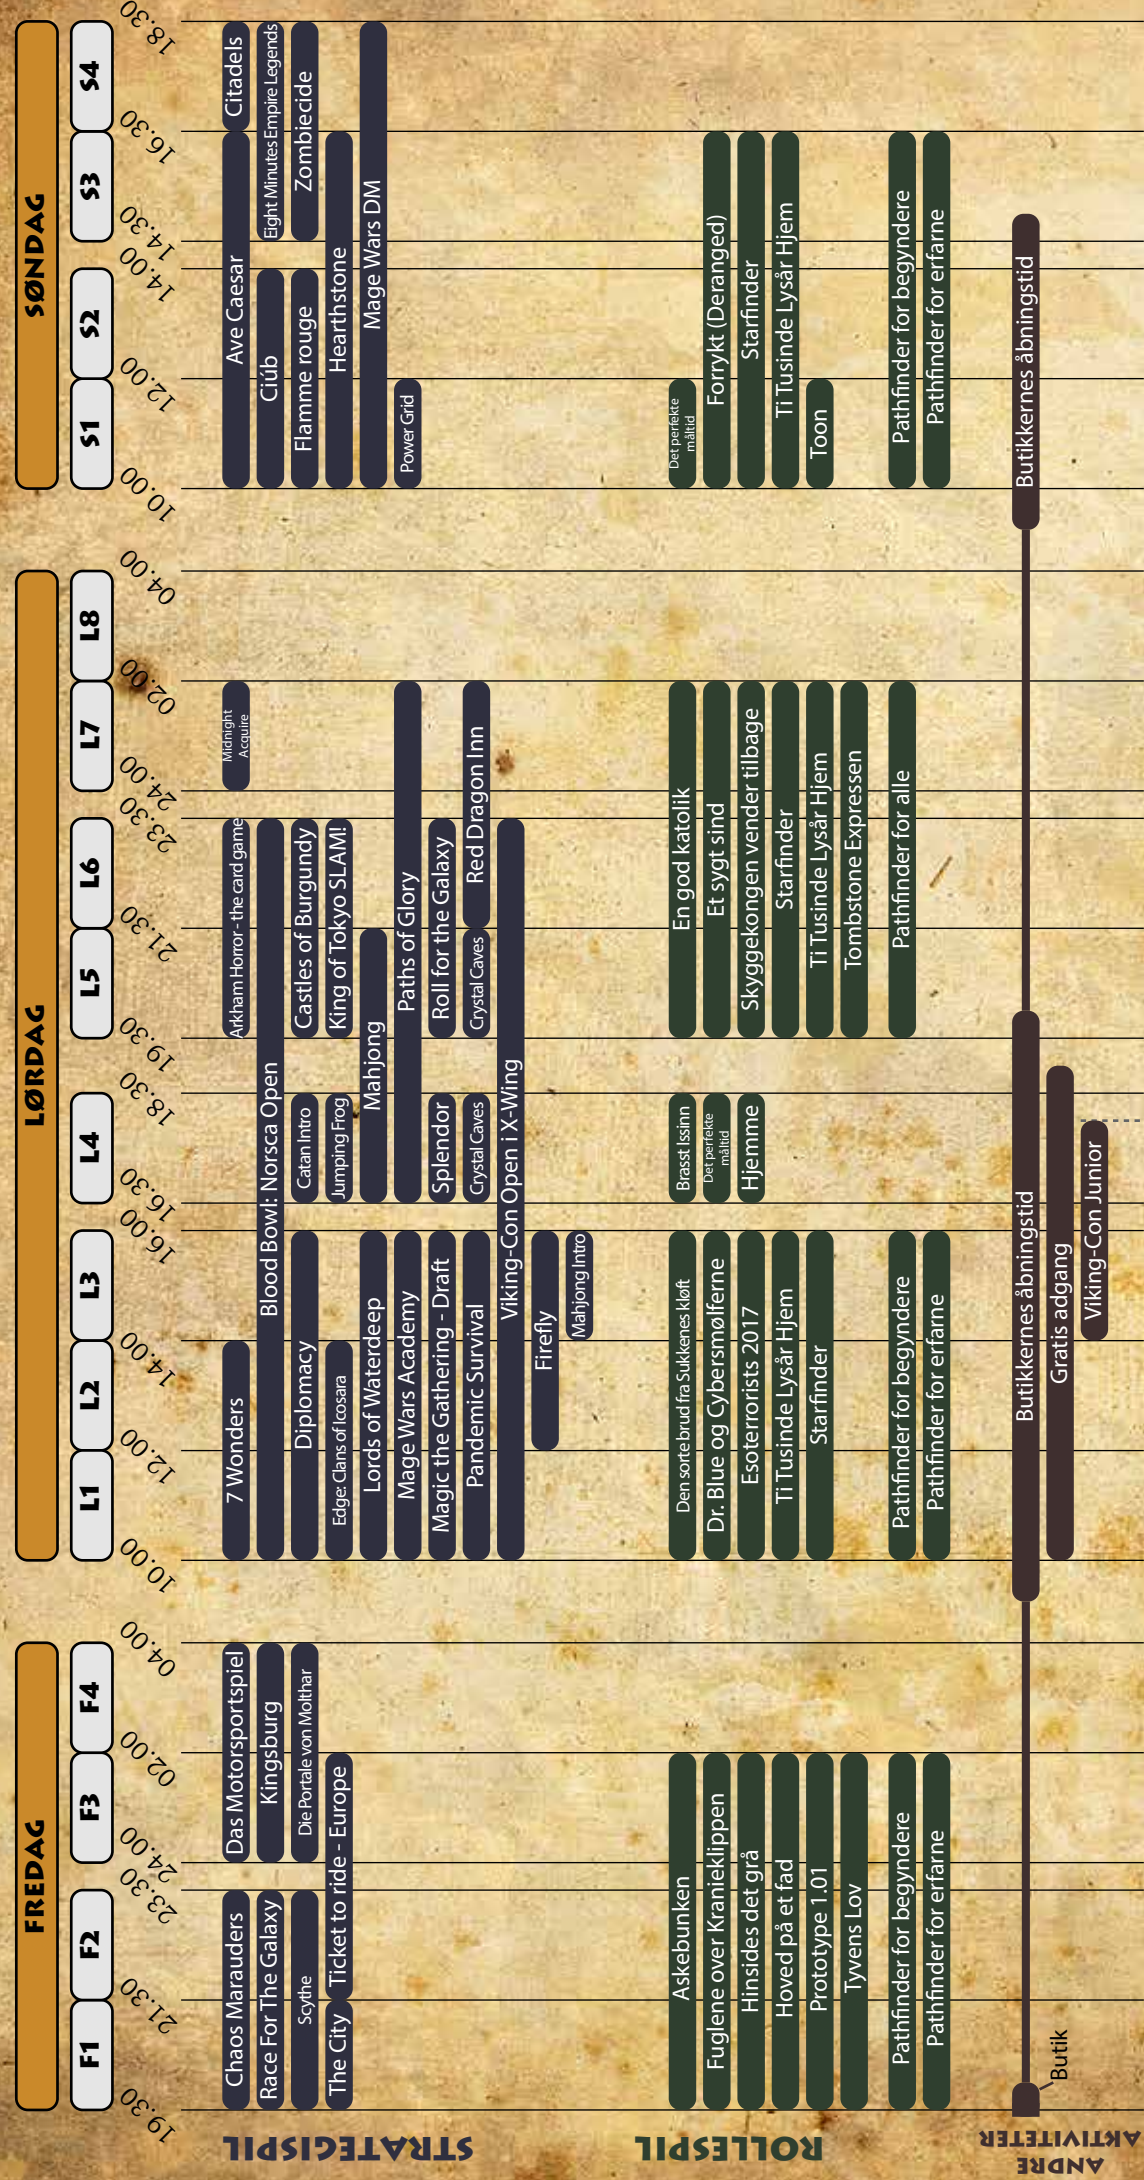 FREDAG
F1
F2
F3
F4
19.30
21.30
23.30
24.00
02.00
04.00
LØRDAG
L1
L2
L3
L4
L5
L6
L7
L8
10.00
12.00
14.00
16.00
16.30
18.30
19.30
21.30
23.30
24.00
02.00
04.00
SØNDAG
S1
S2
S3
S4
10.00
12.00
14.00
14.30
16.30
18.30
STRATEGISPIL
Chaos Marauders
Das Motorsportspiel
Race For The Galaxy
Kingsburg
Scythe
Die Portale von Molthar
The City
Ticket to ride - Europe
7 Wonders
Arkham Horror - the card game
Midnight
Acquire
Blood Bowl: Norsca Open
Diplomacy
Catan Intro
Castles of Burgundy
Edge: Clans of Icosara
Jumping Frog
King of Tokyo SLAM!
Lords of Waterdeep
Mahjong
Mage Wars Academy
Paths of Glory
Magic the Gathering - Draft
Splendor
Roll for the Galaxy
Pandemic Survival
Crystal Caves
Crystal Caves
Red Dragon Inn
Viking-Con Open i X-Wing
Firefly
Mahjong Intro
Ave Caesar
Citadels
Ciúb
Eight Minutes Empire Legends
Flamme rouge
Zombiecide
Hearthstone
Mage Wars DM
Power Grid
ROLLESPIL
Askebunken
Fuglene over Kranieklippen
Hinsides det grå
Hoved på et fad
Prototype 1.01
Tyvens Lov
Pathfinder for begyndere
Pathfinder for erfarne
Den sorte brud fra Sukkenes kløft
Brasst Issinn
En god katolik
Dr. Blue og Cybersmølferne
Det perfekte
måltid
Et sygt sind
Esoterrorists 2017
Hjemme
Skyggekongen vender tilbage
Ti Tusinde Lysår Hjem
Starfinder
Starfinder
Ti Tusinde Lysår Hjem
Tombstone Expressen
Pathfinder for begyndere
Pathfinder for alle
Pathfinder for erfarne
Det perfekte
måltid
Forrykt (Deranged)
Starfinder
Ti Tusinde Lysår Hjem
Toon
Pathfinder for begyndere
Pathfinder for erfarne
ANDRE
AKTIVITETER
Butik
Butikkernes åbningstid
Gratis adgang
Viking-Con Junior
Butikkernes åbningstid